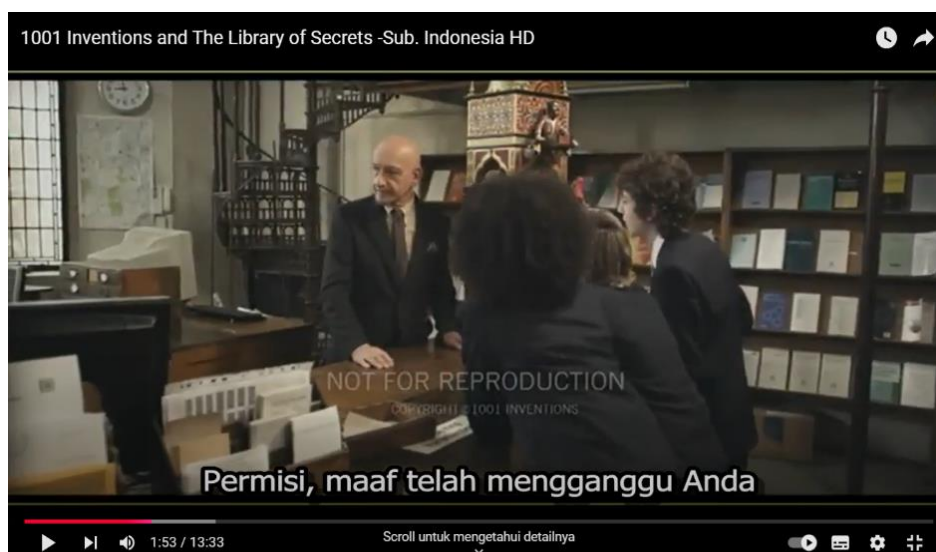 1001 Inventions and The Library of Secrets -Sub. Indonesia HD
NOT FOR REPRODUCTION
COPYRIGHT ©1001 INVENTIONS
Permisi, maaf telah mengganggu Anda
1:53 / 13:33
Scroll untuk mengetahui detailnya